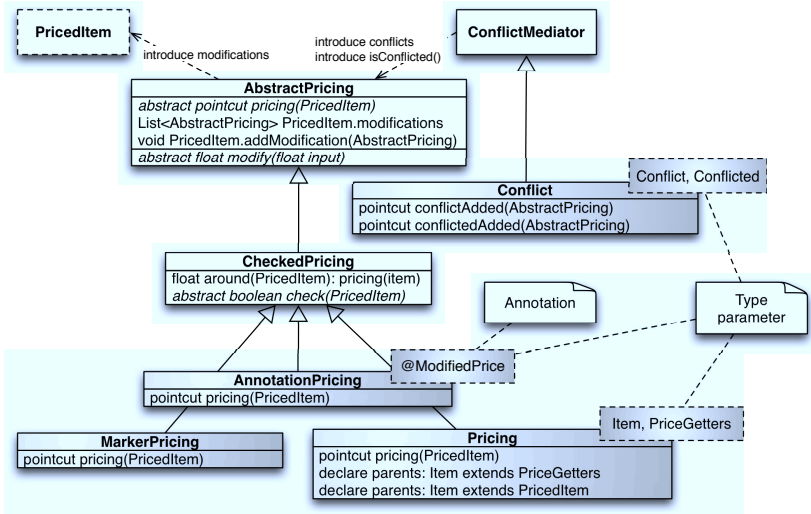 PricedItem
introduce modifications
introduce conflicts
introduce isConflicted()
ConflictMediator
AbstractPricing
abstract pointcut pricing(PricedItem)
List<AbstractPricing> PricedItem.modifications
void PricedItem.addModification(AbstractPricing)
abstract float modify(float input)
Conflict, Conflicted
Conflict
pointcut conflictAdded(AbstractPricing)
pointcut conflictedAdded(AbstractPricing)
CheckedPricing
float around(PricedItem): pricing(item)
abstract boolean check(PricedItem)
Annotation
Type
parameter
@ModifiedPrice
AnnotationPricing
pointcut pricing(PricedItem)
Item, PriceGetters
MarkerPricing
pointcut pricing(PricedItem)
Pricing
pointcut pricing(PricedItem)
declare parents: Item extends PriceGetters
declare parents: Item extends PricedItem